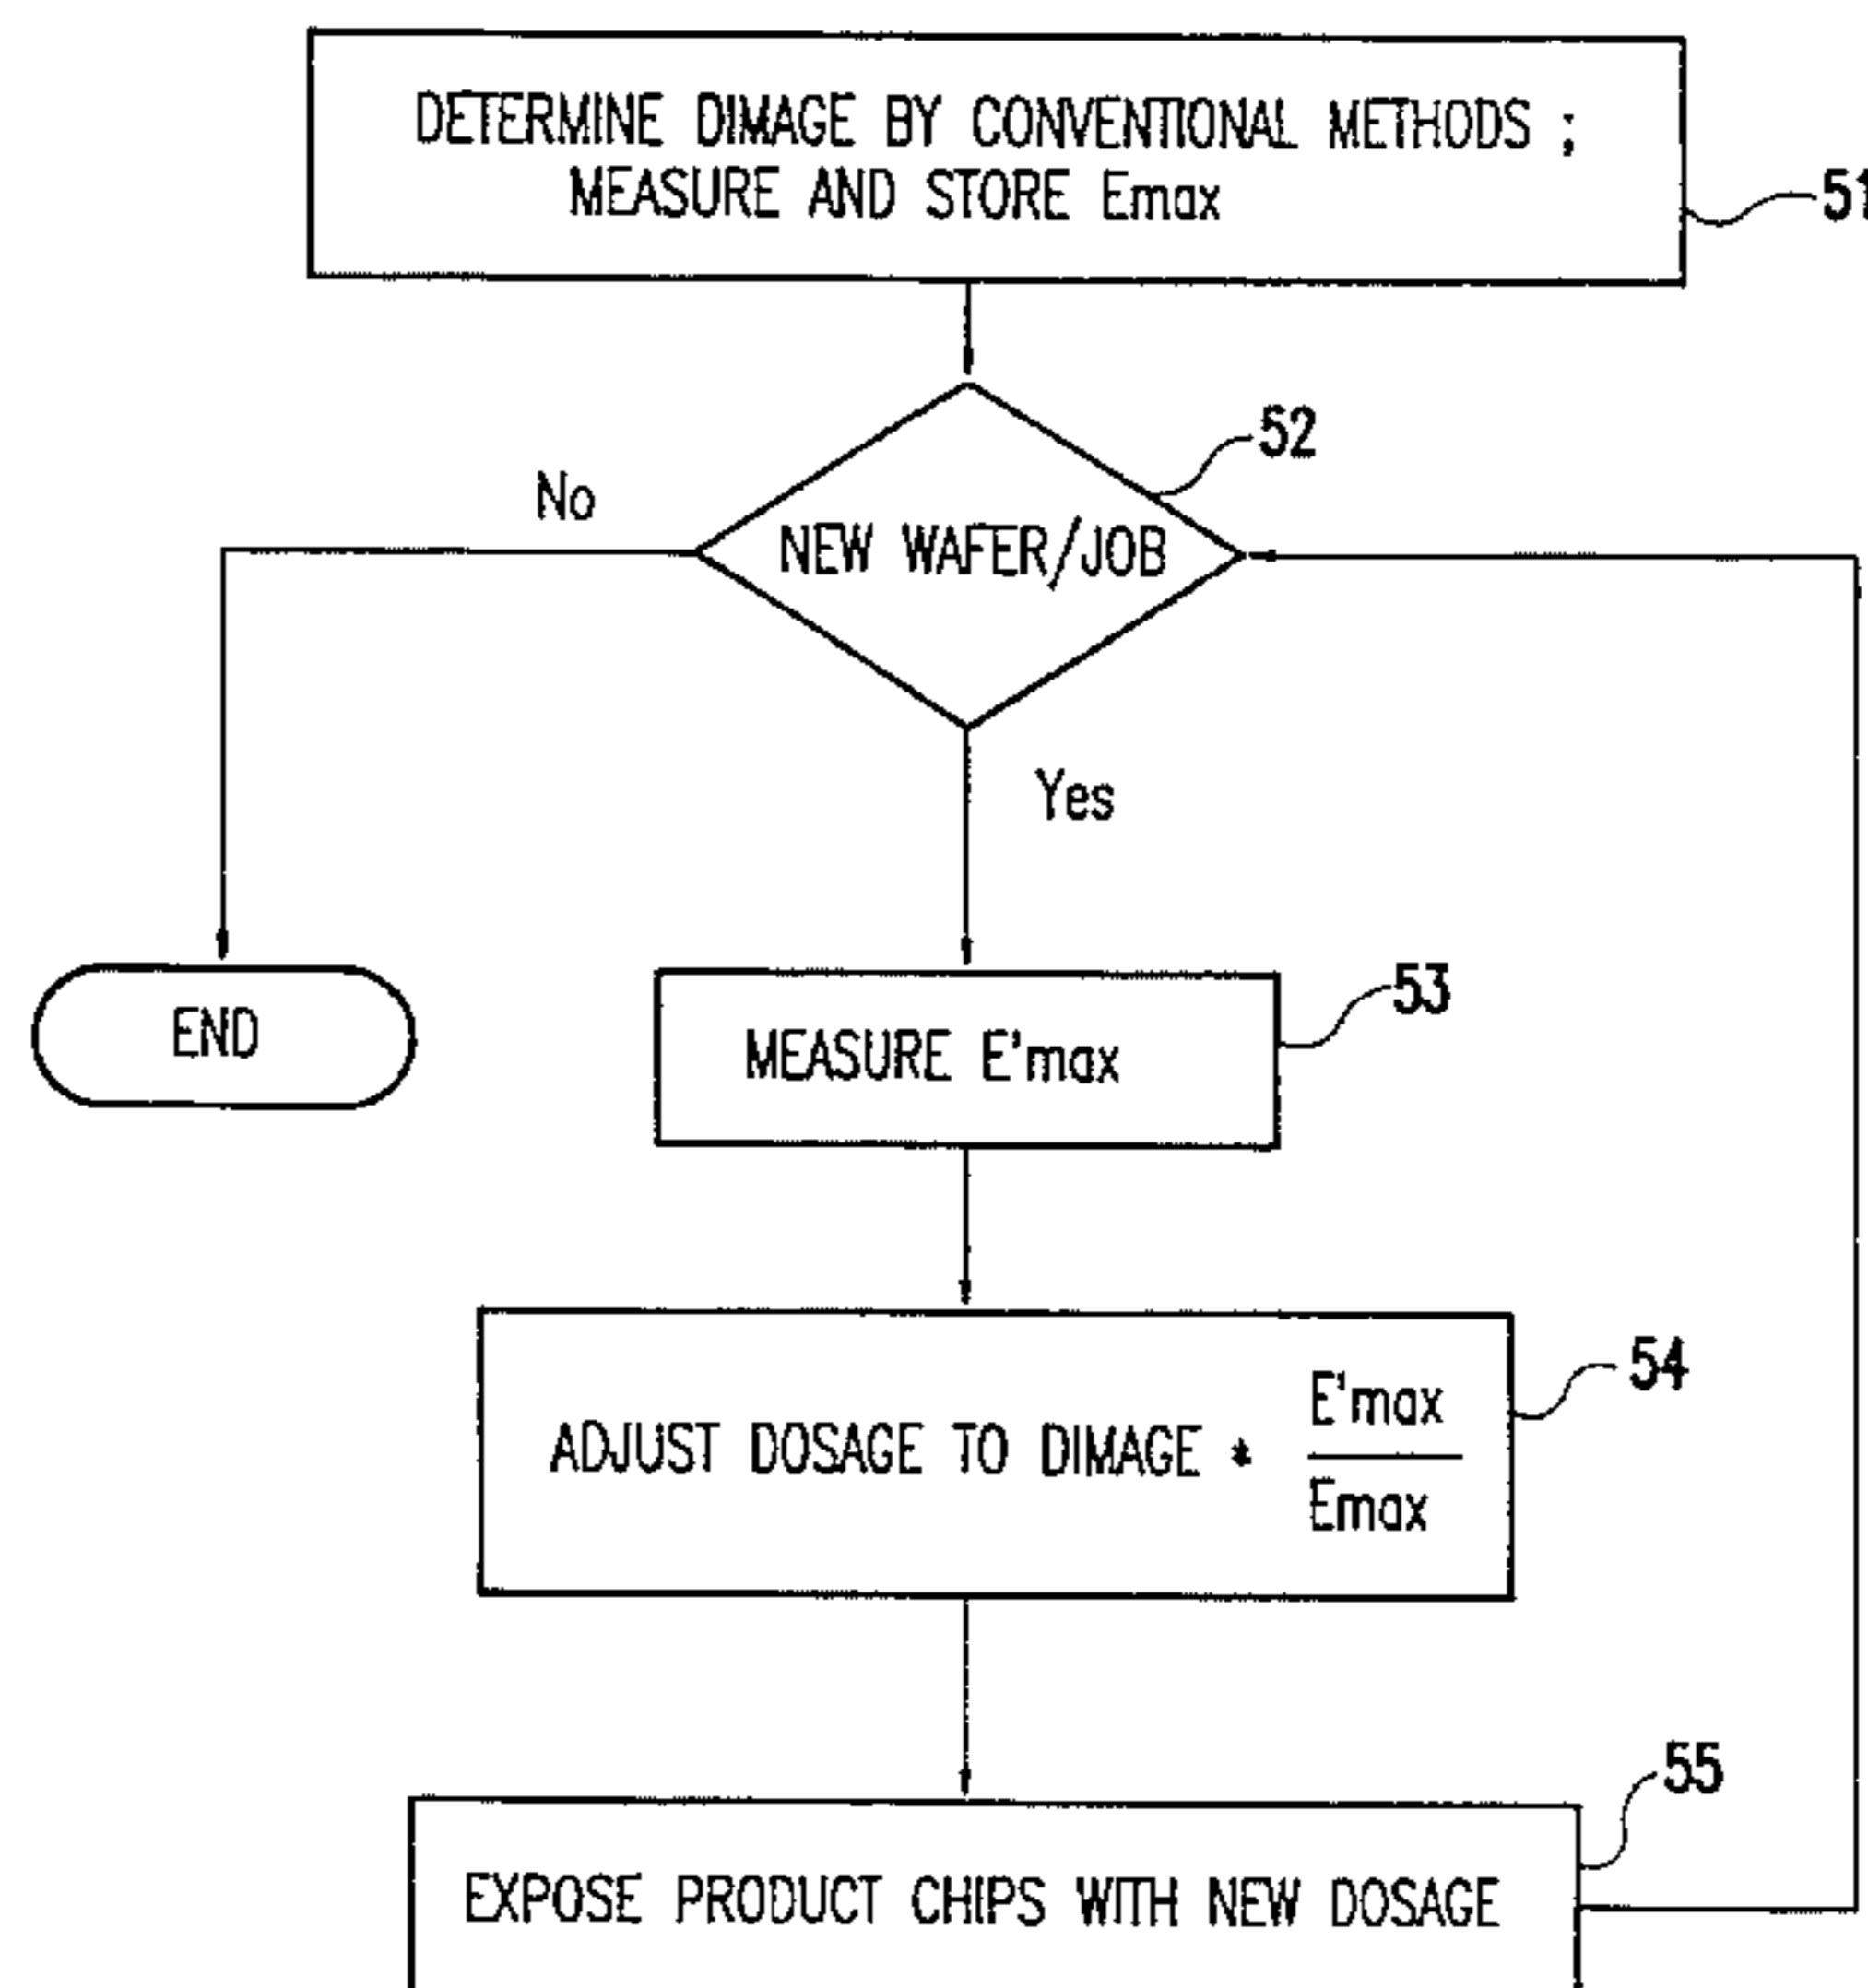 DETERMINE DIMAGE BY CONVENTIONAL METHODS ;
MEASURE AND STORE Emax
51
52
No
NEW WAFER/JOB
Yes
53
END
MEASURE E'max
54
E'max
ADJUST DOSAGE TO DIMAGE *
Emax
55
EXPOSE PRODUCT CHIPS WITH NEW DOSAGE